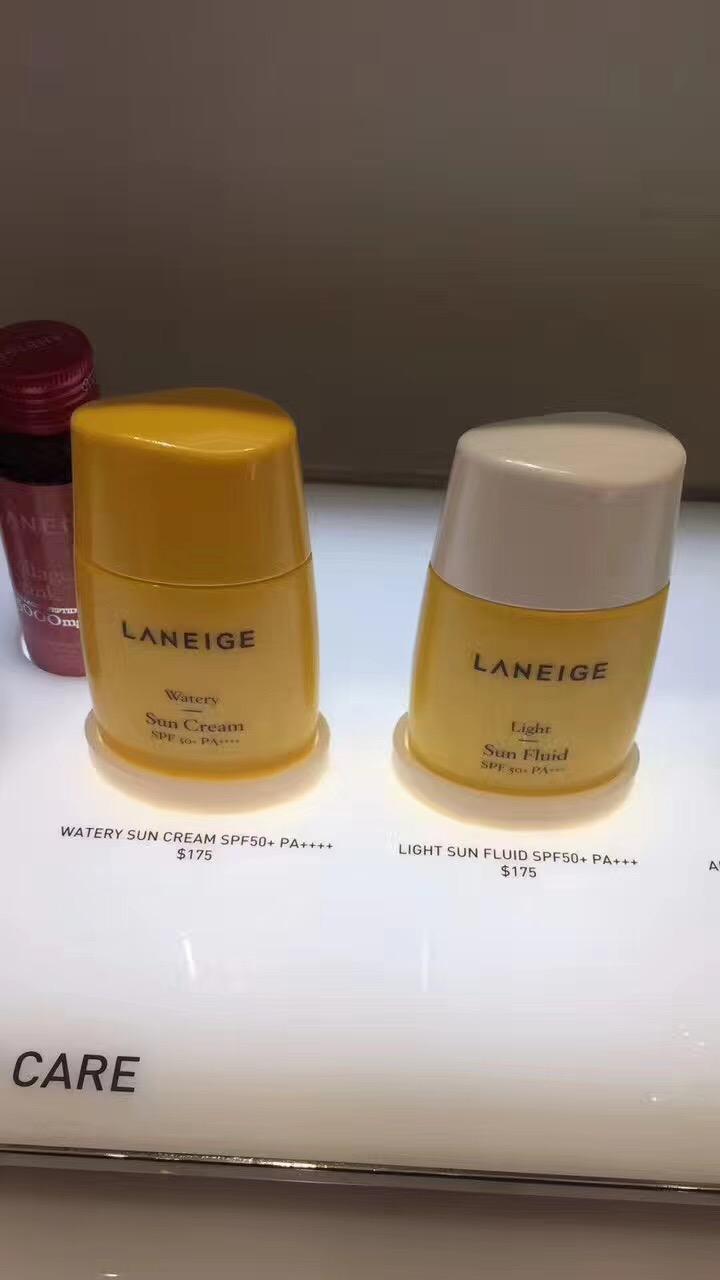 LANEIGE
Watery
Sun Cream
SPF 50+ PA++++
WATERY SUN CREAM SPF50+ PA++++
$175
LANEIGE
Light
Sun Fluid
SPF 50+ PA+++
LIGHT SUN FLUID SPF50+ PA+++
$175
CARE